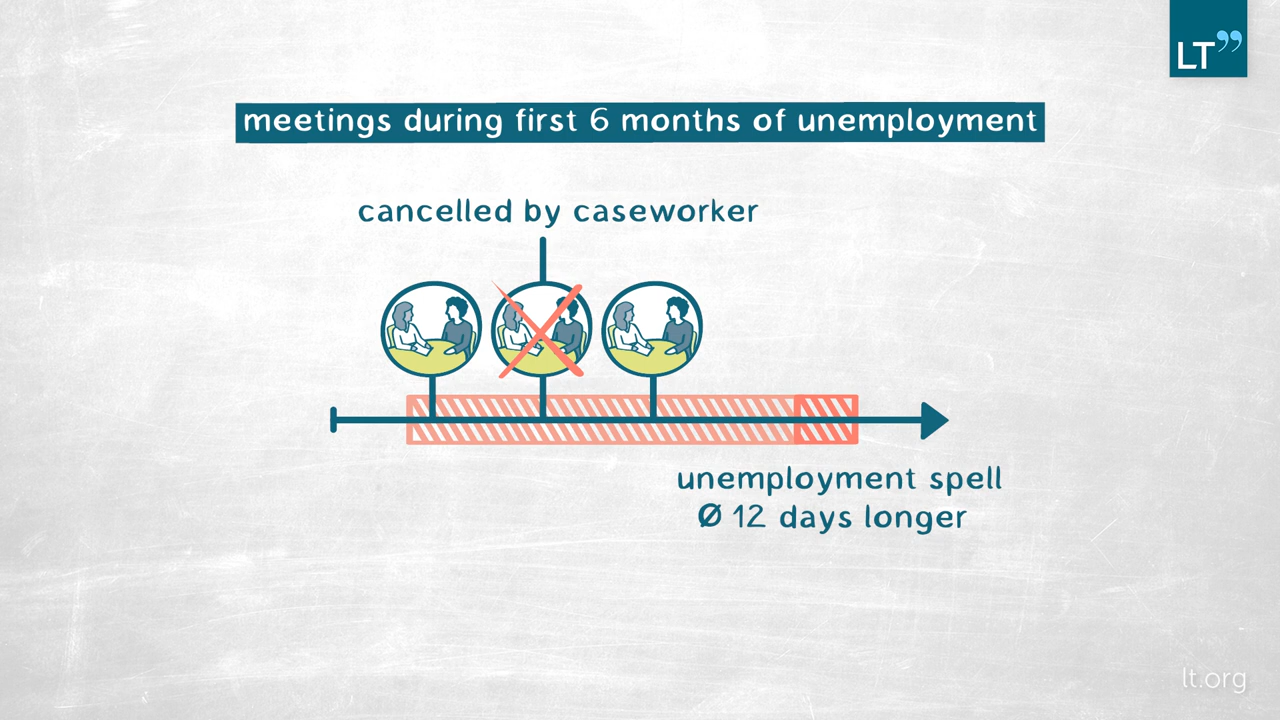 LT”
meetings during first 6 months of unemployment
cancelled by caseworker
unemployment spell
Ø 12 days longer
lt.org